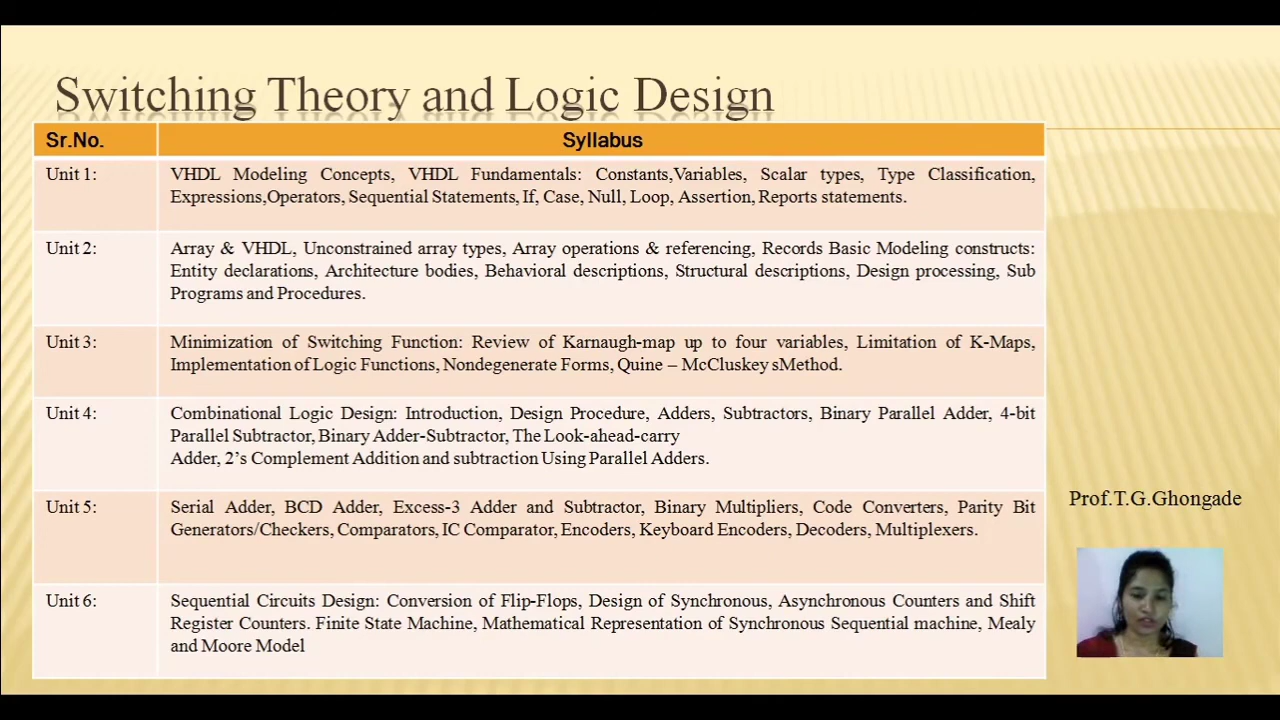 Switching Theory and Logic Design
Sr.No. Syllabus
Unit 1: VHDL Modeling Concepts, VHDL Fundamentals: Constants,Variables, Scalar types, Type Classification,
Expressions,Operators, Sequential Statements, If, Case, Null, Loop, Assertion, Reports statements.
Unit 2: Array & VHDL, Unconstrained array types, Array operations & referencing, Records Basic Modeling constructs:
Entity declarations, Architecture bodies, Behavioral descriptions, Structural descriptions, Design processing, Sub
Programs and Procedures.
Unit 3: Minimization of Switching Function: Review of Karnaugh-map up to four variables, Limitation of K-Maps,
Implementation of Logic Functions, Nondegenerate Forms, Quine – McCluskey sMethod.
Unit 4: Combinational Logic Design: Introduction, Design Procedure, Adders, Subtractors, Binary Parallel Adder, 4-bit
Parallel Subtractor, Binary Adder-Subtractor, The Look-ahead-carry
Adder, 2’s Complement Addition and subtraction Using Parallel Adders.
Unit 5: Serial Adder, BCD Adder, Excess-3 Adder and Subtractor, Binary Multipliers, Code Converters, Parity Bit
Generators/Checkers, Comparators, IC Comparator, Encoders, Keyboard Encoders, Decoders, Multiplexers.
Unit 6: Sequential Circuits Design: Conversion of Flip-Flops, Design of Synchronous, Asynchronous Counters and Shift
Register Counters. Finite State Machine, Mathematical Representation of Synchronous Sequential machine, Mealy
and Moore Model
Prof.T.G.Ghongade